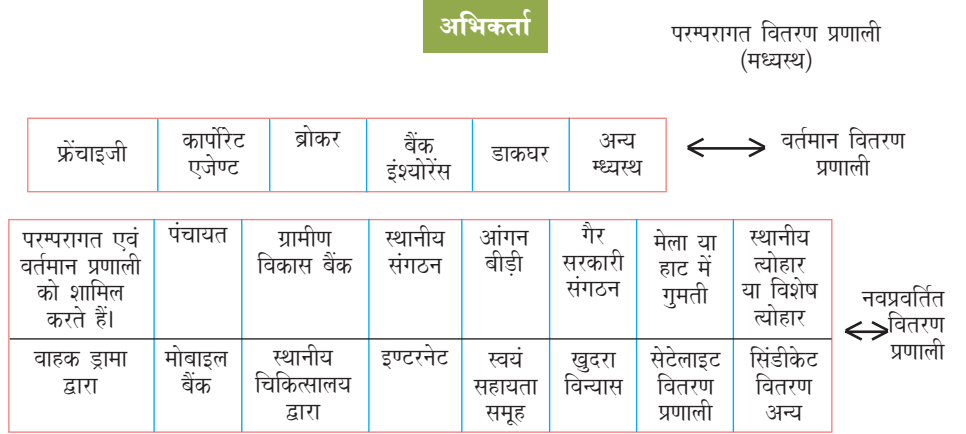 अभिकर्ता
परम्परागत वितरण प्रणाली
(मध्यस्थ)
फ्रेंचाइजी
कार्पोरेट
एजेण्ट
ब्रोकर
बैंक
इंश्योरेंस
डाकघर
अन्य
म्ध्यस्थ
वर्तमान वितरण
प्रणाली
परम्परागत एवं
वर्तमान प्रणाली
को शामिल
करते हैं।
पंचायत
ग्रामीण
विकास बैंक
स्थानीय
संगठन
आंगन
बीड़ी
गैर
सरकारी
संगठन
मेला या
हाट में
गुमती
स्थानीय
त्योहार
या विशेष
त्योहार
नवप्रवर्तित
वितरण
प्रणाली
वाहक ड्रामा
द्वारा
मोबाइल
बैंक
स्थानीय
चिकित्सालय
द्वारा
इण्टरनेट
स्वयं
सहायता
समूह
खुदरा
विन्यास
सेटेलाइट
वितरण
प्रणाली
सिंडीकेट
वितरण
अन्य